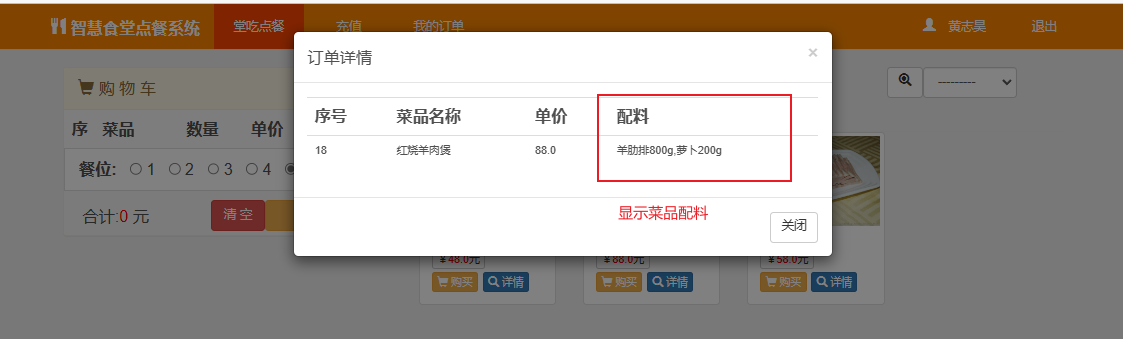 智慧食堂点餐系统 堂吃点餐 充值 我的订单 黄志昊 退出
订单详情 ×
购 物 车 ---------
序号 菜品名称 单价 配料
序 菜品 数量 单价
18 红烧羊肉煲 88.0 羊肋排800g,萝卜200g
餐位: 1 2 3 4
显示菜品配料
合计:0 元 清 空 关闭
￥48.0元 ￥88.0元 ￥58.0元
购买 详情 购买 详情 购买 详情